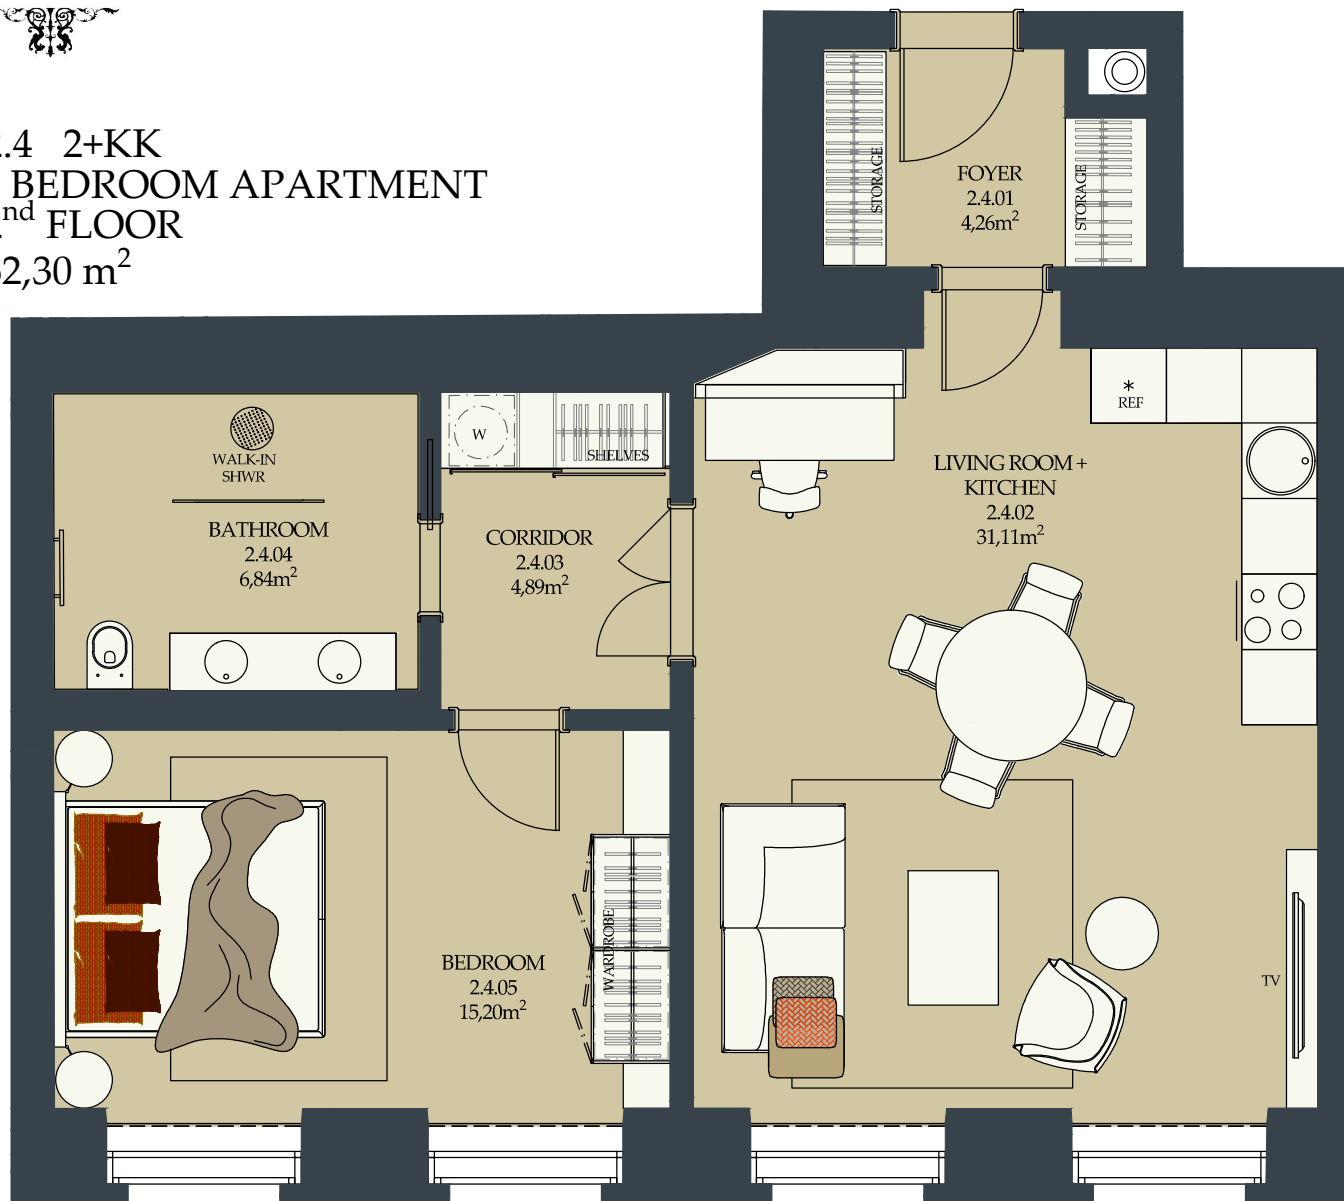 .4 2+KK
BEDROOM APARTMENT
nd FLOOR
2,30 m²
STORAGE
FOYER
2.4.01
4,26m²
STORAGE
* REF
W
SHELVES
WALK-IN
SHWR
BATHROOM
2.4.04
6,84m²
CORRIDOR
2.4.03
4,89m²
LIVING ROOM +
KITCHEN
2.4.02
31,11m²
BEDROOM
2.4.05
15,20m²
WARDROBE
TV